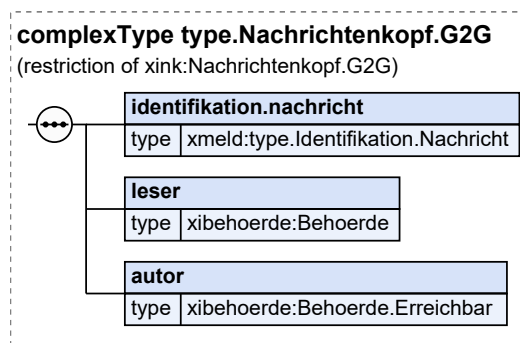 complexType type.Nachrichtenkopf.G2G
(restriction of xink:Nachrichtenkopf.G2G)
identifikation.nachricht
type xmeld:type.Identifikation.Nachricht
leser
type xibehoerde:Behoerde
autor
type xibehoerde:Behoerde.Erreichbar